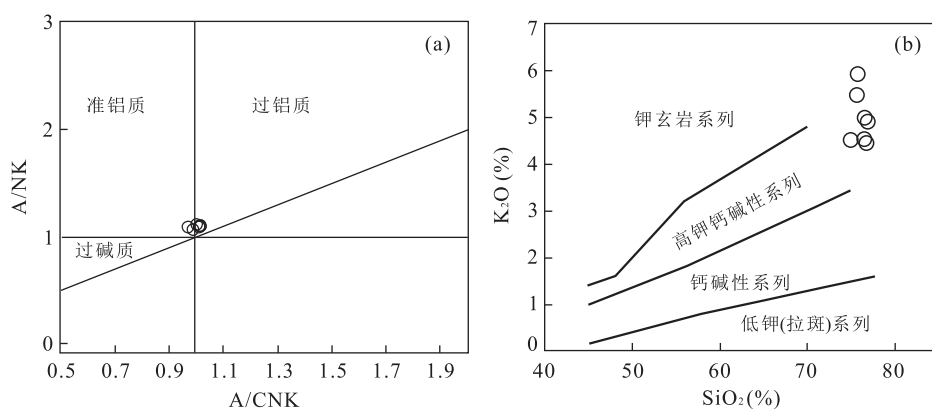 (a)
3
2
1
0
A/NK
准铝质
过铝质
过碱质
0.5 0.7 0.9 1.1 1.3 1.5 1.7 1.9
A/CNK
(b)
7
6
5
4
3
2
1
0
K₂O (%)
钾玄岩系列
高钾钙碱性系列
钙碱性系列
低钾(拉斑)系列
40 50 60 70 80
SiO₂ (%)